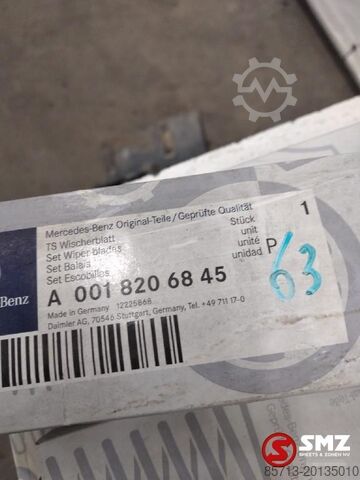 Mercedes-Benz Original-Teile/Geprüfte Qualität
TS Wischerblatt
Set Wiper blades
Set Balais
Set Escobillas
Stück
unit
unité
unidad
1
P
63
Benz
A 001 820 68 45
Made in Germany 12225868
Daimler AG, 70546 Stuttgart, Germany, Tel.+49 711 17-0
SMZ
SMEETS & ZONEN
85713-20135010